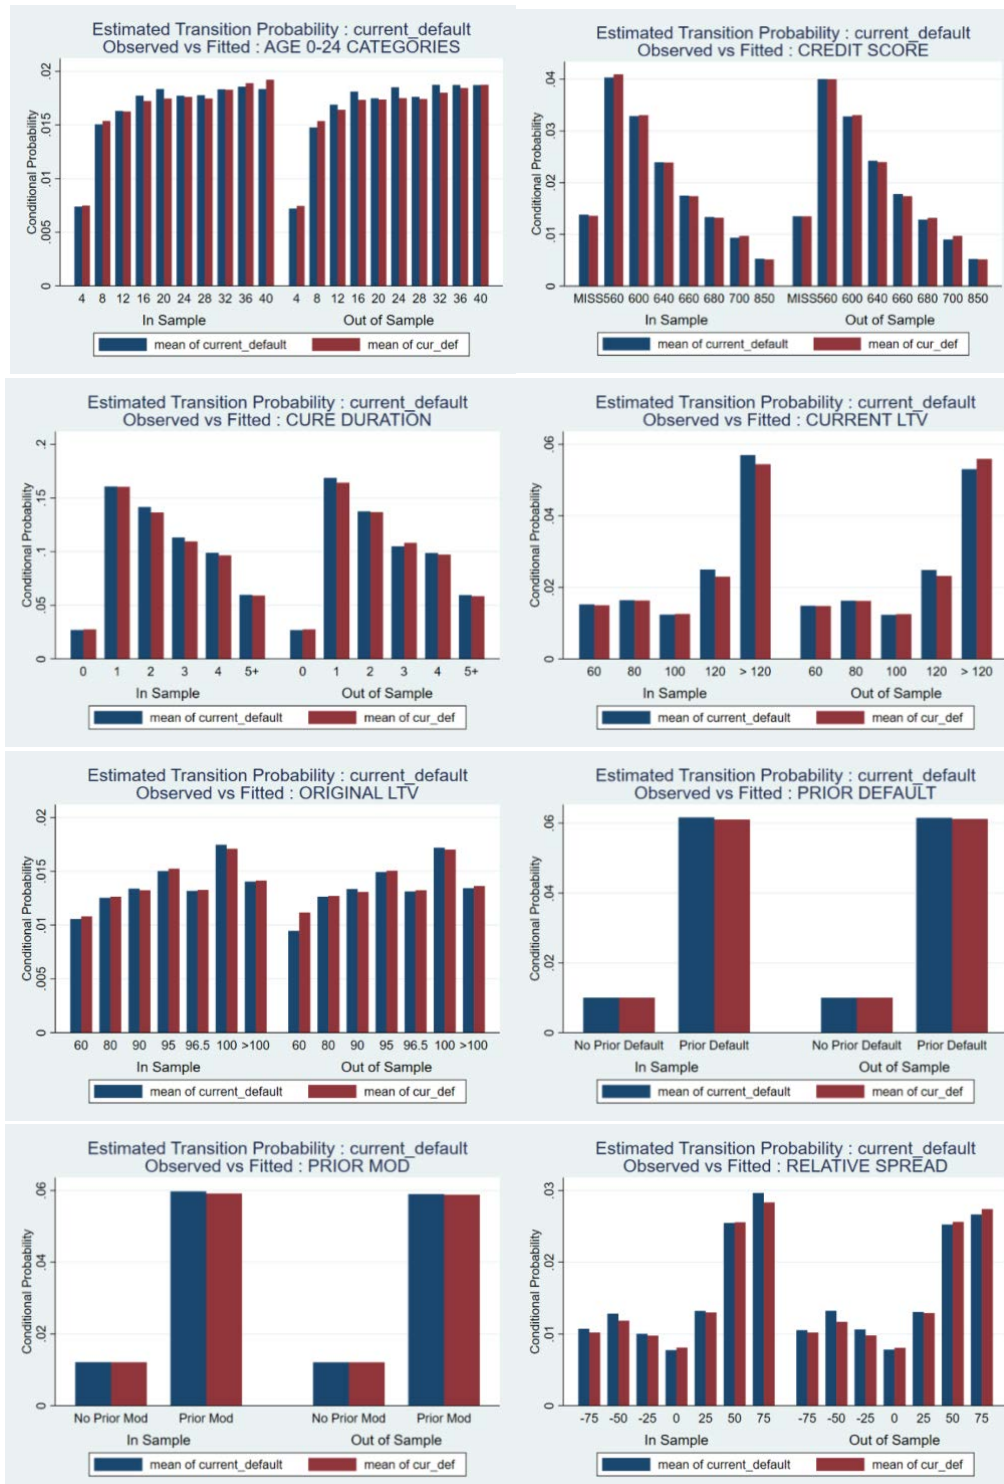 Estimated Transition Probability : current_default
Observed vs Fitted : AGE 0-24 CATEGORIES
Conditional Probability
.02
.015
.01
.005
0
4 8 12 16 20 24 28 32 36 40 4 8 12 16 20 24 28 32 36 40
In Sample Out of Sample
mean of current_default mean of cur_def
Estimated Transition Probability : current_default
Observed vs Fitted : CREDIT SCORE
Conditional Probability
.04
.03
.02
.01
0
MISS560 600 640 660 680 700 850 MISS560 600 640 660 680 700 850
In Sample Out of Sample
mean of current_default mean of cur_def
Estimated Transition Probability : current_default
Observed vs Fitted : CURE DURATION
Conditional Probability
.2
.15
.1
.05
0
0 1 2 3 4 5+ 0 1 2 3 4 5+
In Sample Out of Sample
mean of current_default mean of cur_def
Estimated Transition Probability : current_default
Observed vs Fitted : CURRENT LTV
Conditional Probability
.06
.04
.02
0
60 80 100 120 > 120 60 80 100 120 > 120
In Sample Out of Sample
mean of current_default mean of cur_def
Estimated Transition Probability : current_default
Observed vs Fitted : ORIGINAL LTV
Conditional Probability
.02
.015
.01
.005
0
60 80 90 95 96.5 100 >100 60 80 90 95 96.5 100 >100
In Sample Out of Sample
mean of current_default mean of cur_def
Estimated Transition Probability : current_default
Observed vs Fitted : PRIOR DEFAULT
Conditional Probability
.06
.04
.02
0
No Prior Default Prior Default No Prior Default Prior Default
In Sample Out of Sample
mean of current_default mean of cur_def
Estimated Transition Probability : current_default
Observed vs Fitted : PRIOR MOD
Conditional Probability
.06
.04
.02
0
No Prior Mod Prior Mod No Prior Mod Prior Mod
In Sample Out of Sample
mean of current_default mean of cur_def
Estimated Transition Probability : current_default
Observed vs Fitted : RELATIVE SPREAD
Conditional Probability
.03
.02
.01
0
-75 -50 -25 0 25 50 75 -75 -50 -25 0 25 50 75
In Sample Out of Sample
mean of current_default mean of cur_def